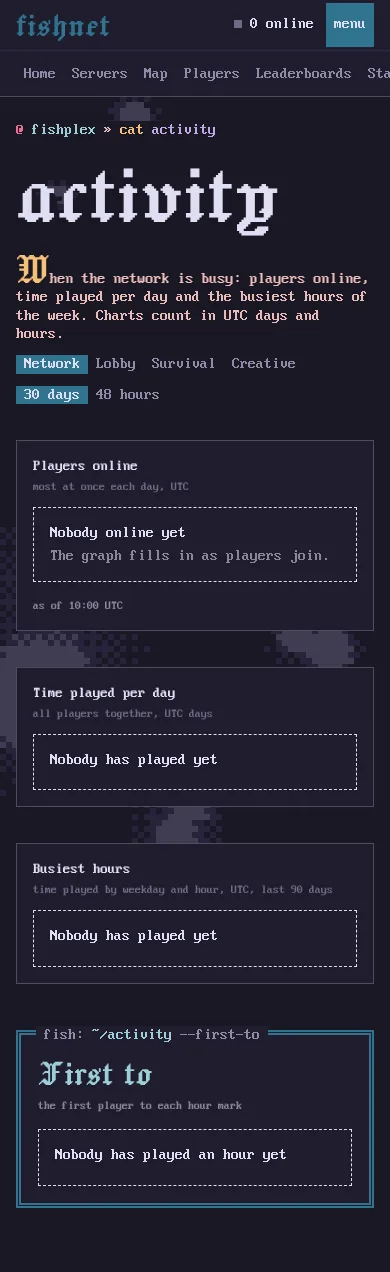 fishnet
0 online
menu
Home Servers Map Players Leaderboards Sta
@ fishplex » cat activity
activity
When the network is busy: players online,
time played per day and the busiest hours of
the week. Charts count in UTC days and
hours.
Network Lobby Survival Creative
30 days 48 hours
Players online
most at once each day, UTC
Nobody online yet
The graph fills in as players join.
as of 10:00 UTC
Time played per day
all players together, UTC days
Nobody has played yet
Busiest hours
time played by weekday and hour, UTC, last 90 days
Nobody has played yet
fish: ~/activity --first-to
First to
the first player to each hour mark
Nobody has played an hour yet